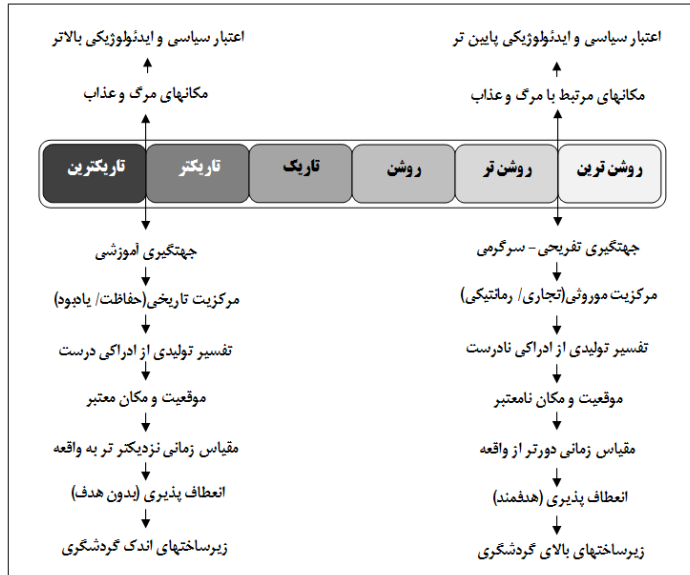 اعتبار سیاسی و ایدئولوژیکی پایین تر
اعتبار سیاسی و ایدئولوژیکی بالاتر
مکانهای مرتبط با مرگ و عذاب
مکانهای مرگ و عذاب
روشن ترین
روشن تر
روشن
تاریک
تاریکتر
تاریکترین
جهتگیری تفریحی - سرگرمی
جهتگیری آموزشی
مرکزیت موروثی(تجاری/ رمانتیکی)
مرکزیت تاریخی(حفاظت/ یادبود)
تفسیر تولیدی از ادراکی نادرست
تفسیر تولیدی از ادراکی درست
موقعیت و مکان نامعتبر
موقعیت و مکان معتبر
مقیاس زمانی دورتر از واقعه
مقیاس زمانی نزدیکتر تر به واقعه
انعطاف پذیری (هدفمند)
انعطاف پذیری (بدون هدف)
زیرساختهای بالای گردشگری
زیرساختهای اندک گردشگری